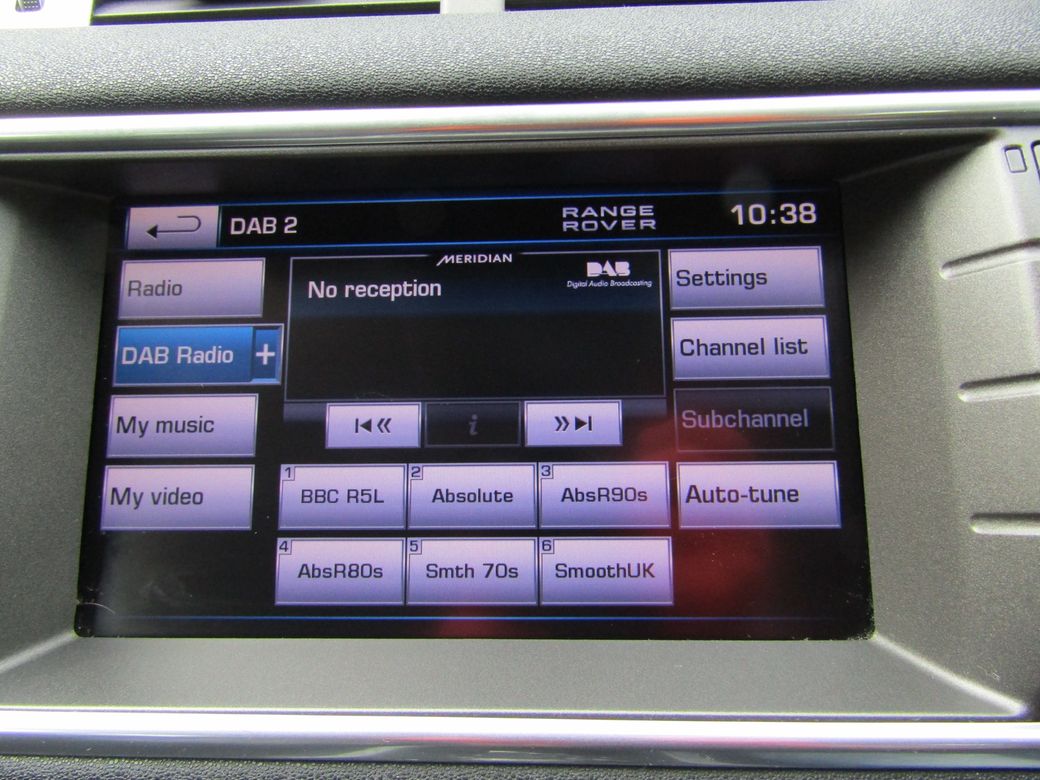 DAB 2
RANGE
ROVER
10:38
Radio
MERIDIAN
DAB
Digital Audio Broadcasting
No reception
Settings
DAB Radio +
Channel list
My music
i
Subchannel
My video
1 BBC R5L
2 Absolute
3 AbsR90s
Auto-tune
4 AbsR80s
5 Smth 70s
6 SmoothUK